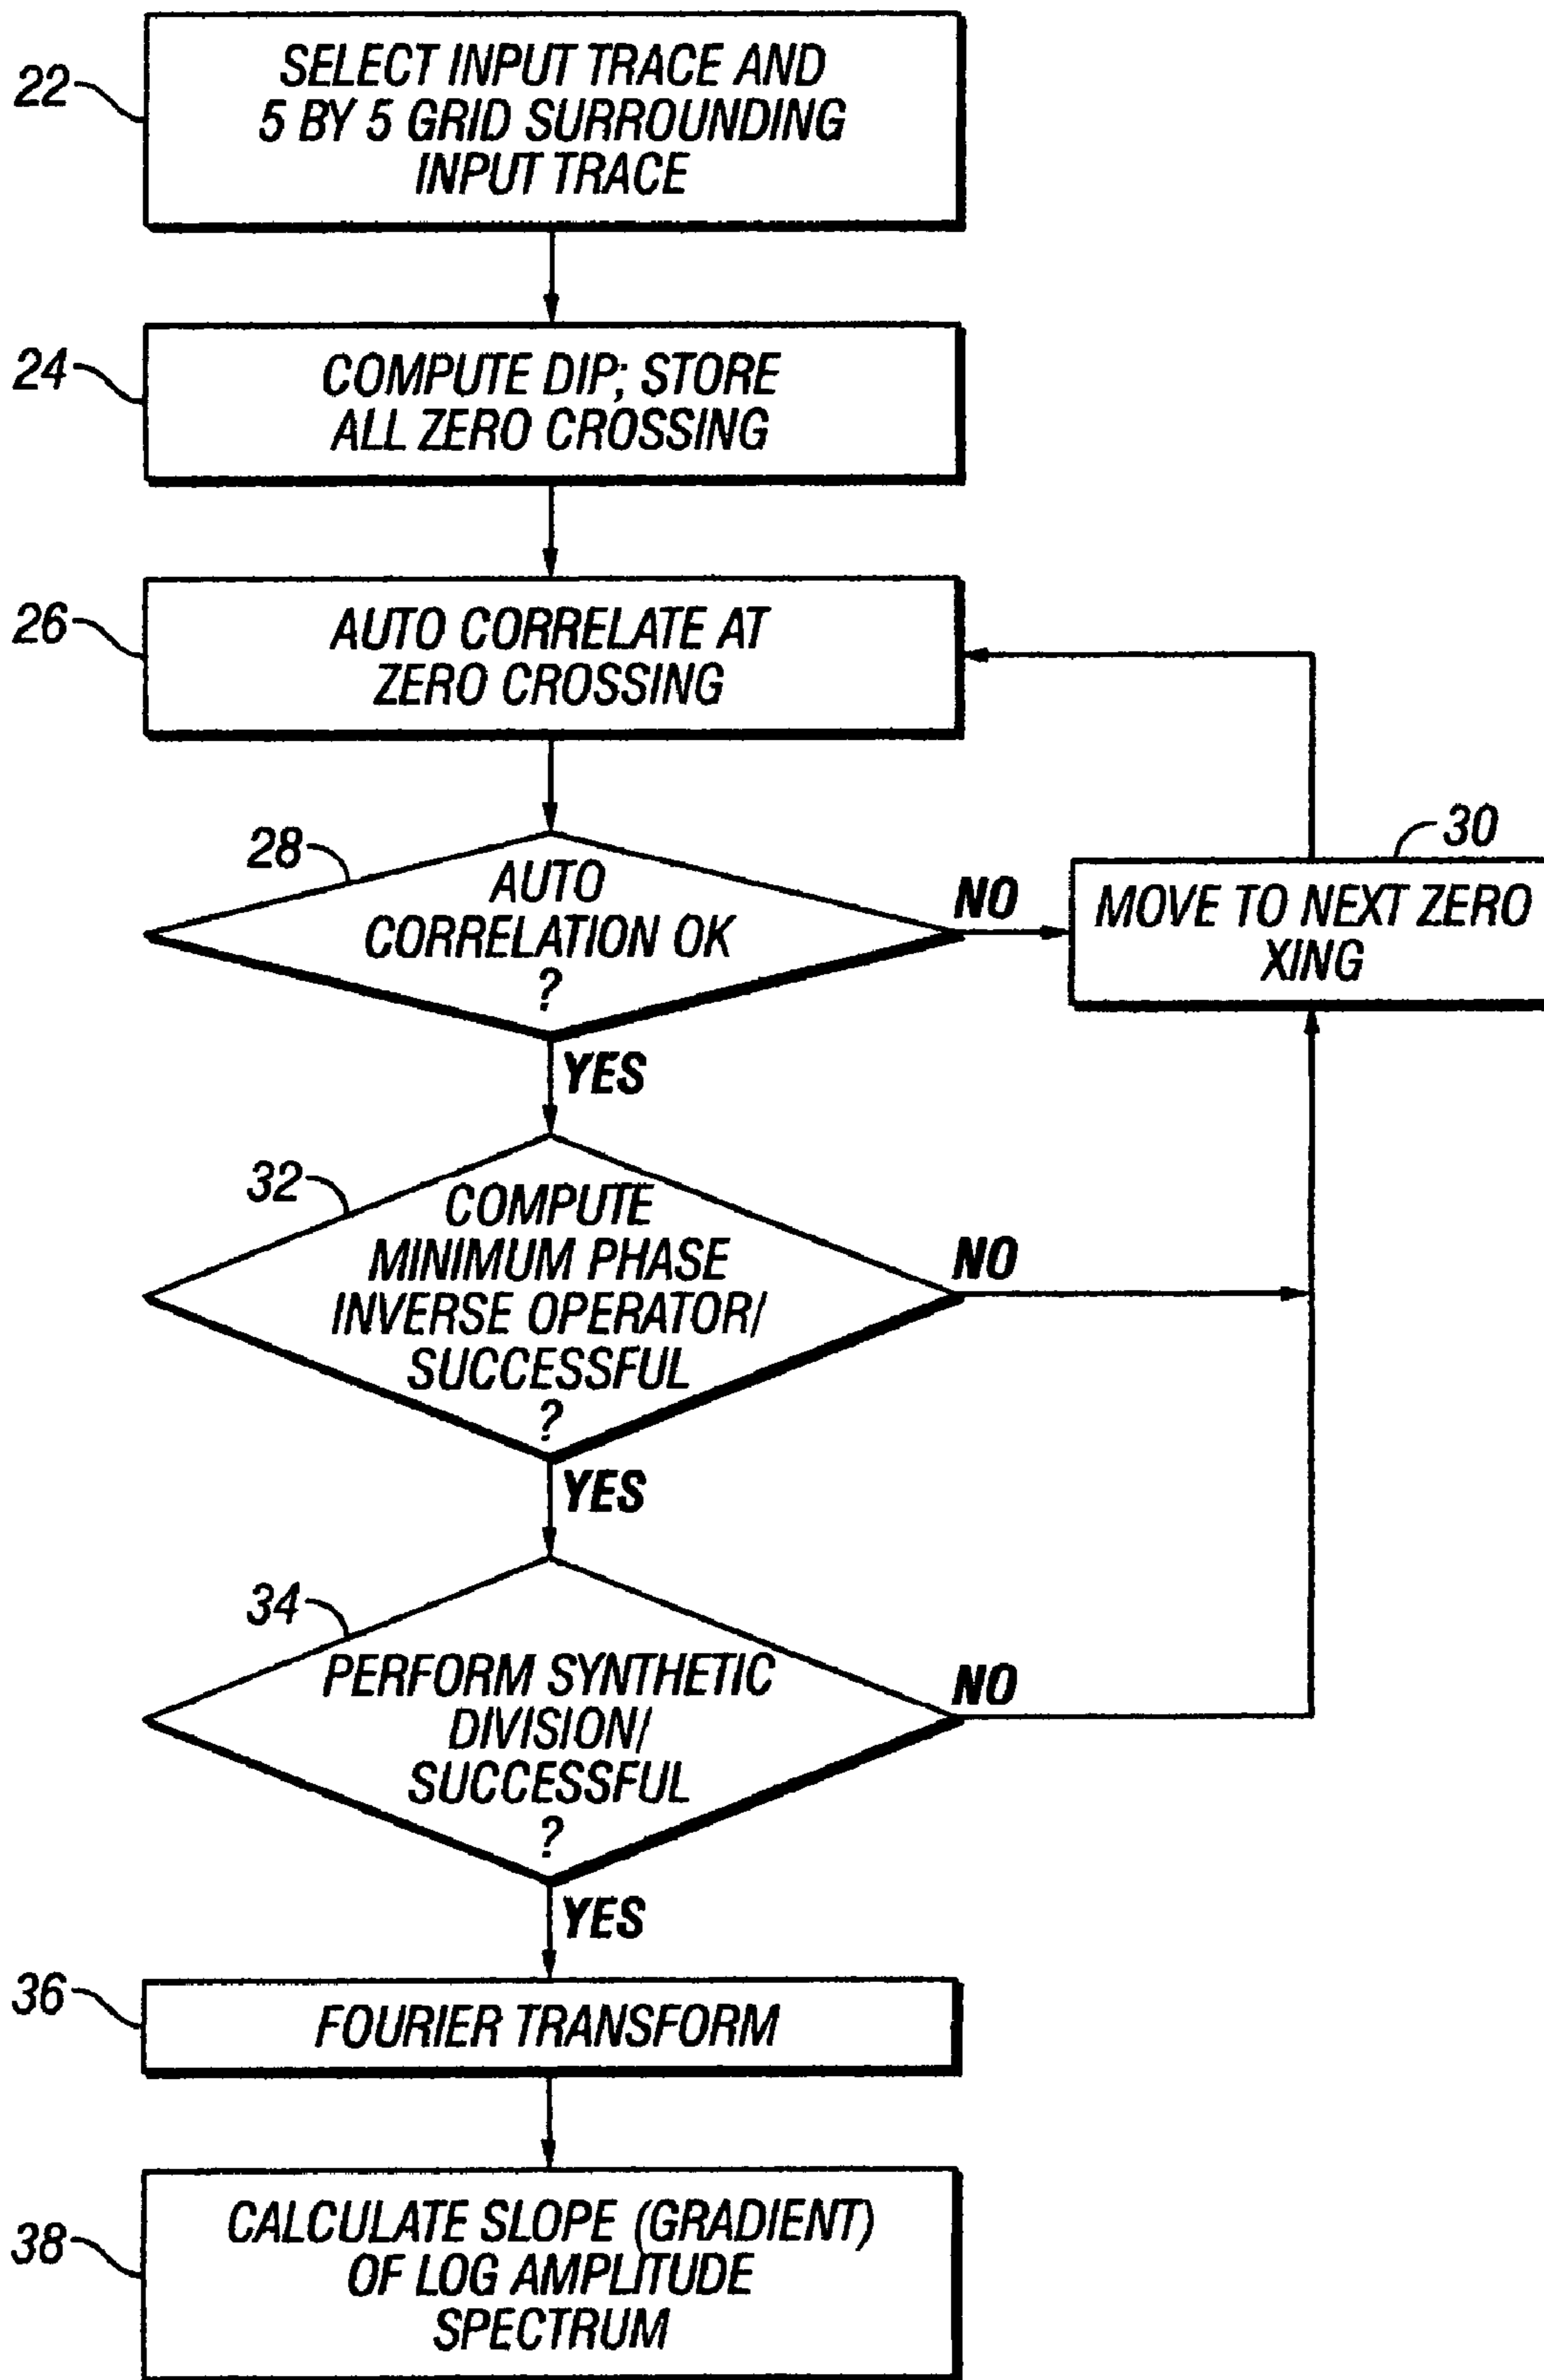 22
SELECT INPUT TRACE AND
5 BY 5 GRID SURROUNDING
INPUT TRACE
24
COMPUTE DIP; STORE
ALL ZERO CROSSING
26
AUTO CORRELATE AT
ZERO CROSSING
28
AUTO
CORRELATION OK
?
NO
30
MOVE TO NEXT ZERO
XING
YES
32
COMPUTE
MINIMUM PHASE
INVERSE OPERATOR/
SUCCESSFUL
?
NO
YES
34
PERFORM SYNTHETIC
DIVISION/
SUCCESSFUL
?
NO
YES
36
FOURIER TRANSFORM
38
CALCULATE SLOPE (GRADIENT)
OF LOG AMPLITUDE
SPECTRUM